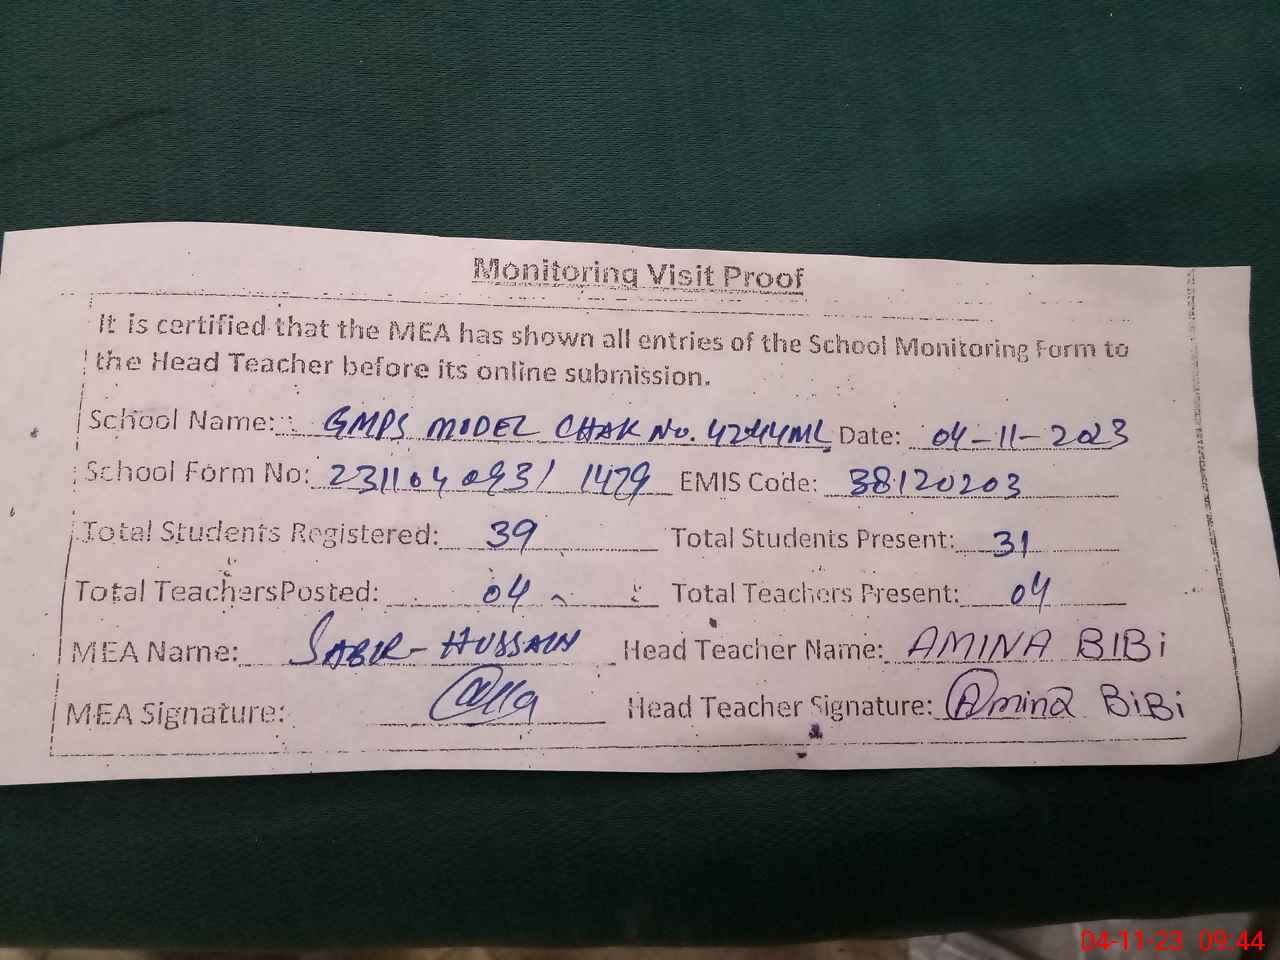 Monitoring Visit Proof
It is certified that the MEA has shown all entries of the School Monitoring Form to
the Head Teacher before its online submission.
School Name: GMPS MODEL CHAK No. Date: 04-11-2023
School Form No: 1479 EMIS Code: 38120203
Total Students Registered: 39 Total Students Present: 31
Total TeachersPosted: 04 Total Teachers Present: 04
MEA Name: SABIR-HUSSAIN Head Teacher Name: AMINA BIBi
MEA Signature: Head Teacher Signature: Amina BiBi
04-11-23 09:44